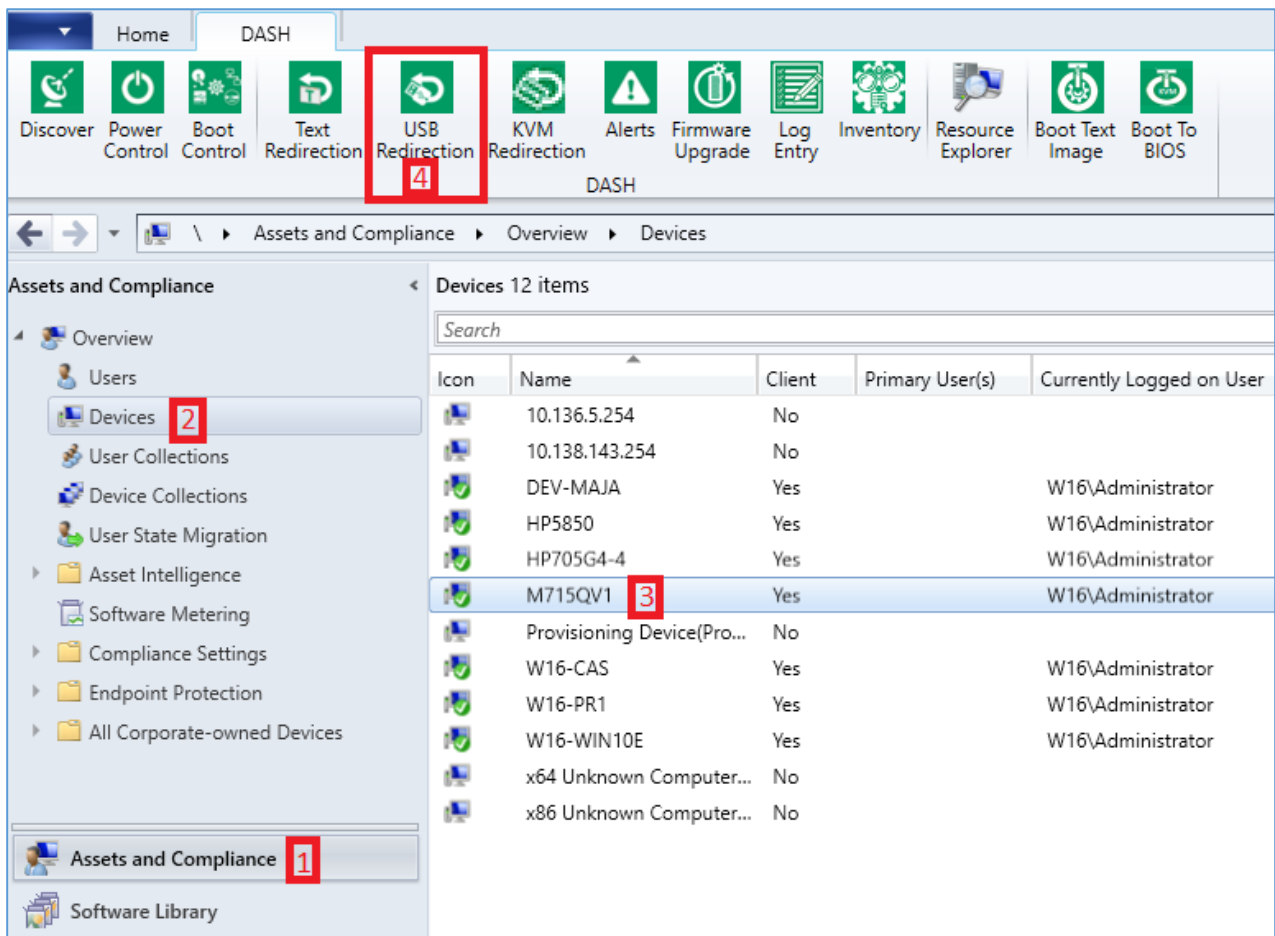 Home DASH
Discover Power Control Boot Control Text Redirection USB Redirection KVM Redirection Alerts Firmware Upgrade Log Entry Inventory Resource Explorer Boot Text Image Boot To BIOS
4
DASH
\ Assets and Compliance Overview Devices
Assets and Compliance
Overview
Users
Devices 2
User Collections
Device Collections
User State Migration
Asset Intelligence
Software Metering
Compliance Settings
Endpoint Protection
All Corporate-owned Devices
Assets and Compliance 1
Software Library
Devices 12 items
Search
Icon Name Client Primary User(s) Currently Logged on User
10.136.5.254 No
10.138.143.254 No
DEV-MAJA Yes W16\Administrator
HP5850 Yes W16\Administrator
HP705G4-4 Yes W16\Administrator
M715QV1 3 Yes W16\Administrator
Provisioning Device(Pro... No
W16-CAS Yes W16\Administrator
W16-PR1 Yes W16\Administrator
W16-WIN10E Yes W16\Administrator
x64 Unknown Computer... No
x86 Unknown Computer... No